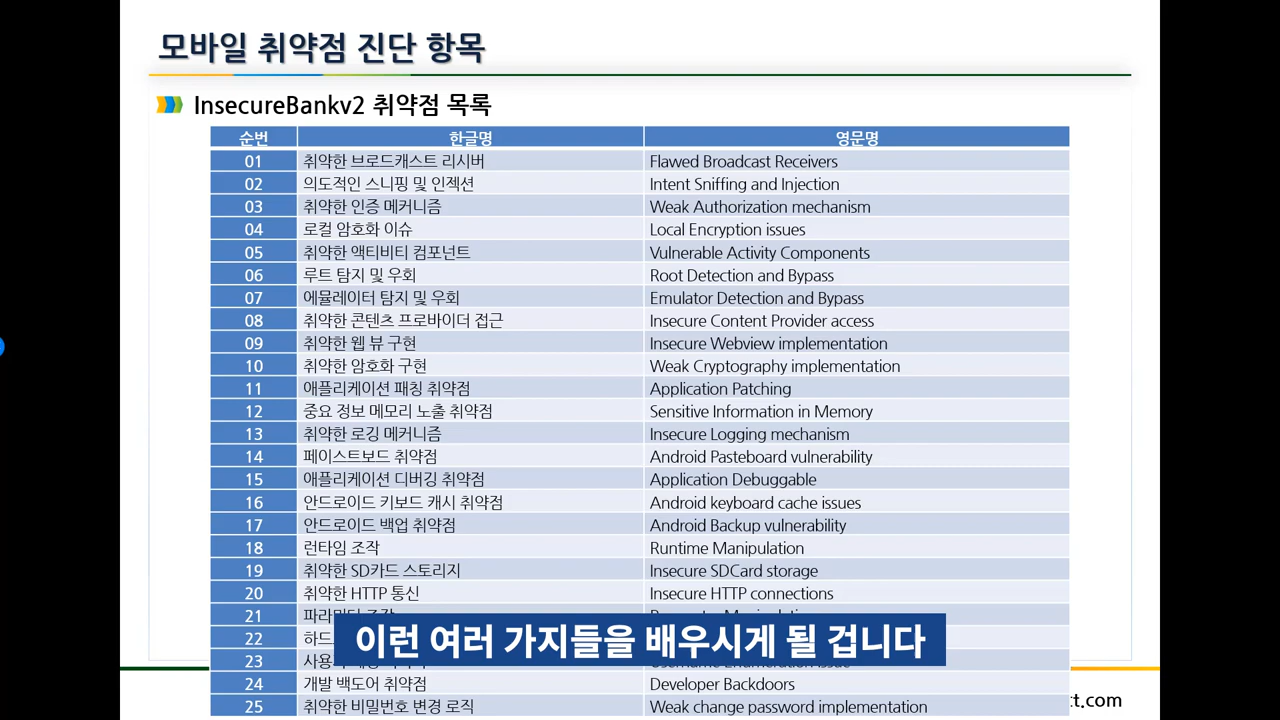 모바일 취약점 진단 항목
InsecureBankv2 취약점 목록
순번 한글명 영문명
01 취약한 브로드캐스트 리시버 Flawed Broadcast Receivers
02 의도적인 스니핑 및 인젝션 Intent Sniffing and Injection
03 취약한 인증 메커니즘 Weak Authorization mechanism
04 로컬 암호화 이슈 Local Encryption issues
05 취약한 액티비티 컴포넌트 Vulnerable Activity Components
06 루트 탐지 및 우회 Root Detection and Bypass
07 에뮬레이터 탐지 및 우회 Emulator Detection and Bypass
08 취약한 콘텐츠 프로바이더 접근 Insecure Content Provider access
09 취약한 웹 뷰 구현 Insecure Webview implementation
10 취약한 암호화 구현 Weak Cryptography implementation
11 애플리케이션 패칭 취약점 Application Patching
12 중요 정보 메모리 노출 취약점 Sensitive Information in Memory
13 취약한 로깅 메커니즘 Insecure Logging mechanism
14 페이스트보드 취약점 Android Pasteboard vulnerability
15 애플리케이션 디버깅 취약점 Application Debuggable
16 안드로이드 키보드 캐시 취약점 Android keyboard cache issues
17 안드로이드 백업 취약점 Android Backup vulnerability
18 런타임 조작 Runtime Manipulation
19 취약한 SD카드 스토리지 Insecure SDCard storage
20 취약한 HTTP 통신 Insecure HTTP connections
21
22
23
이런 여러 가지들을 배우시게 될 겁니다
24 개발 백도어 취약점 Developer Backdoors
25 취약한 비밀번호 변경 로직 Weak change password implementation
.com